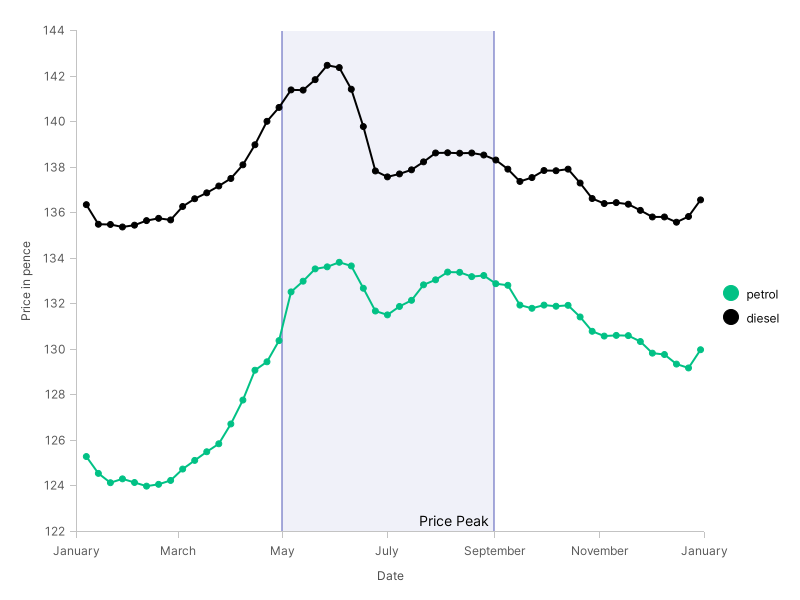 144
142
140
138
136
134
132
130
128
126
124
122
Price in pence
Price Peak
January
March
May
July
September
November
January
Date
petrol
diesel